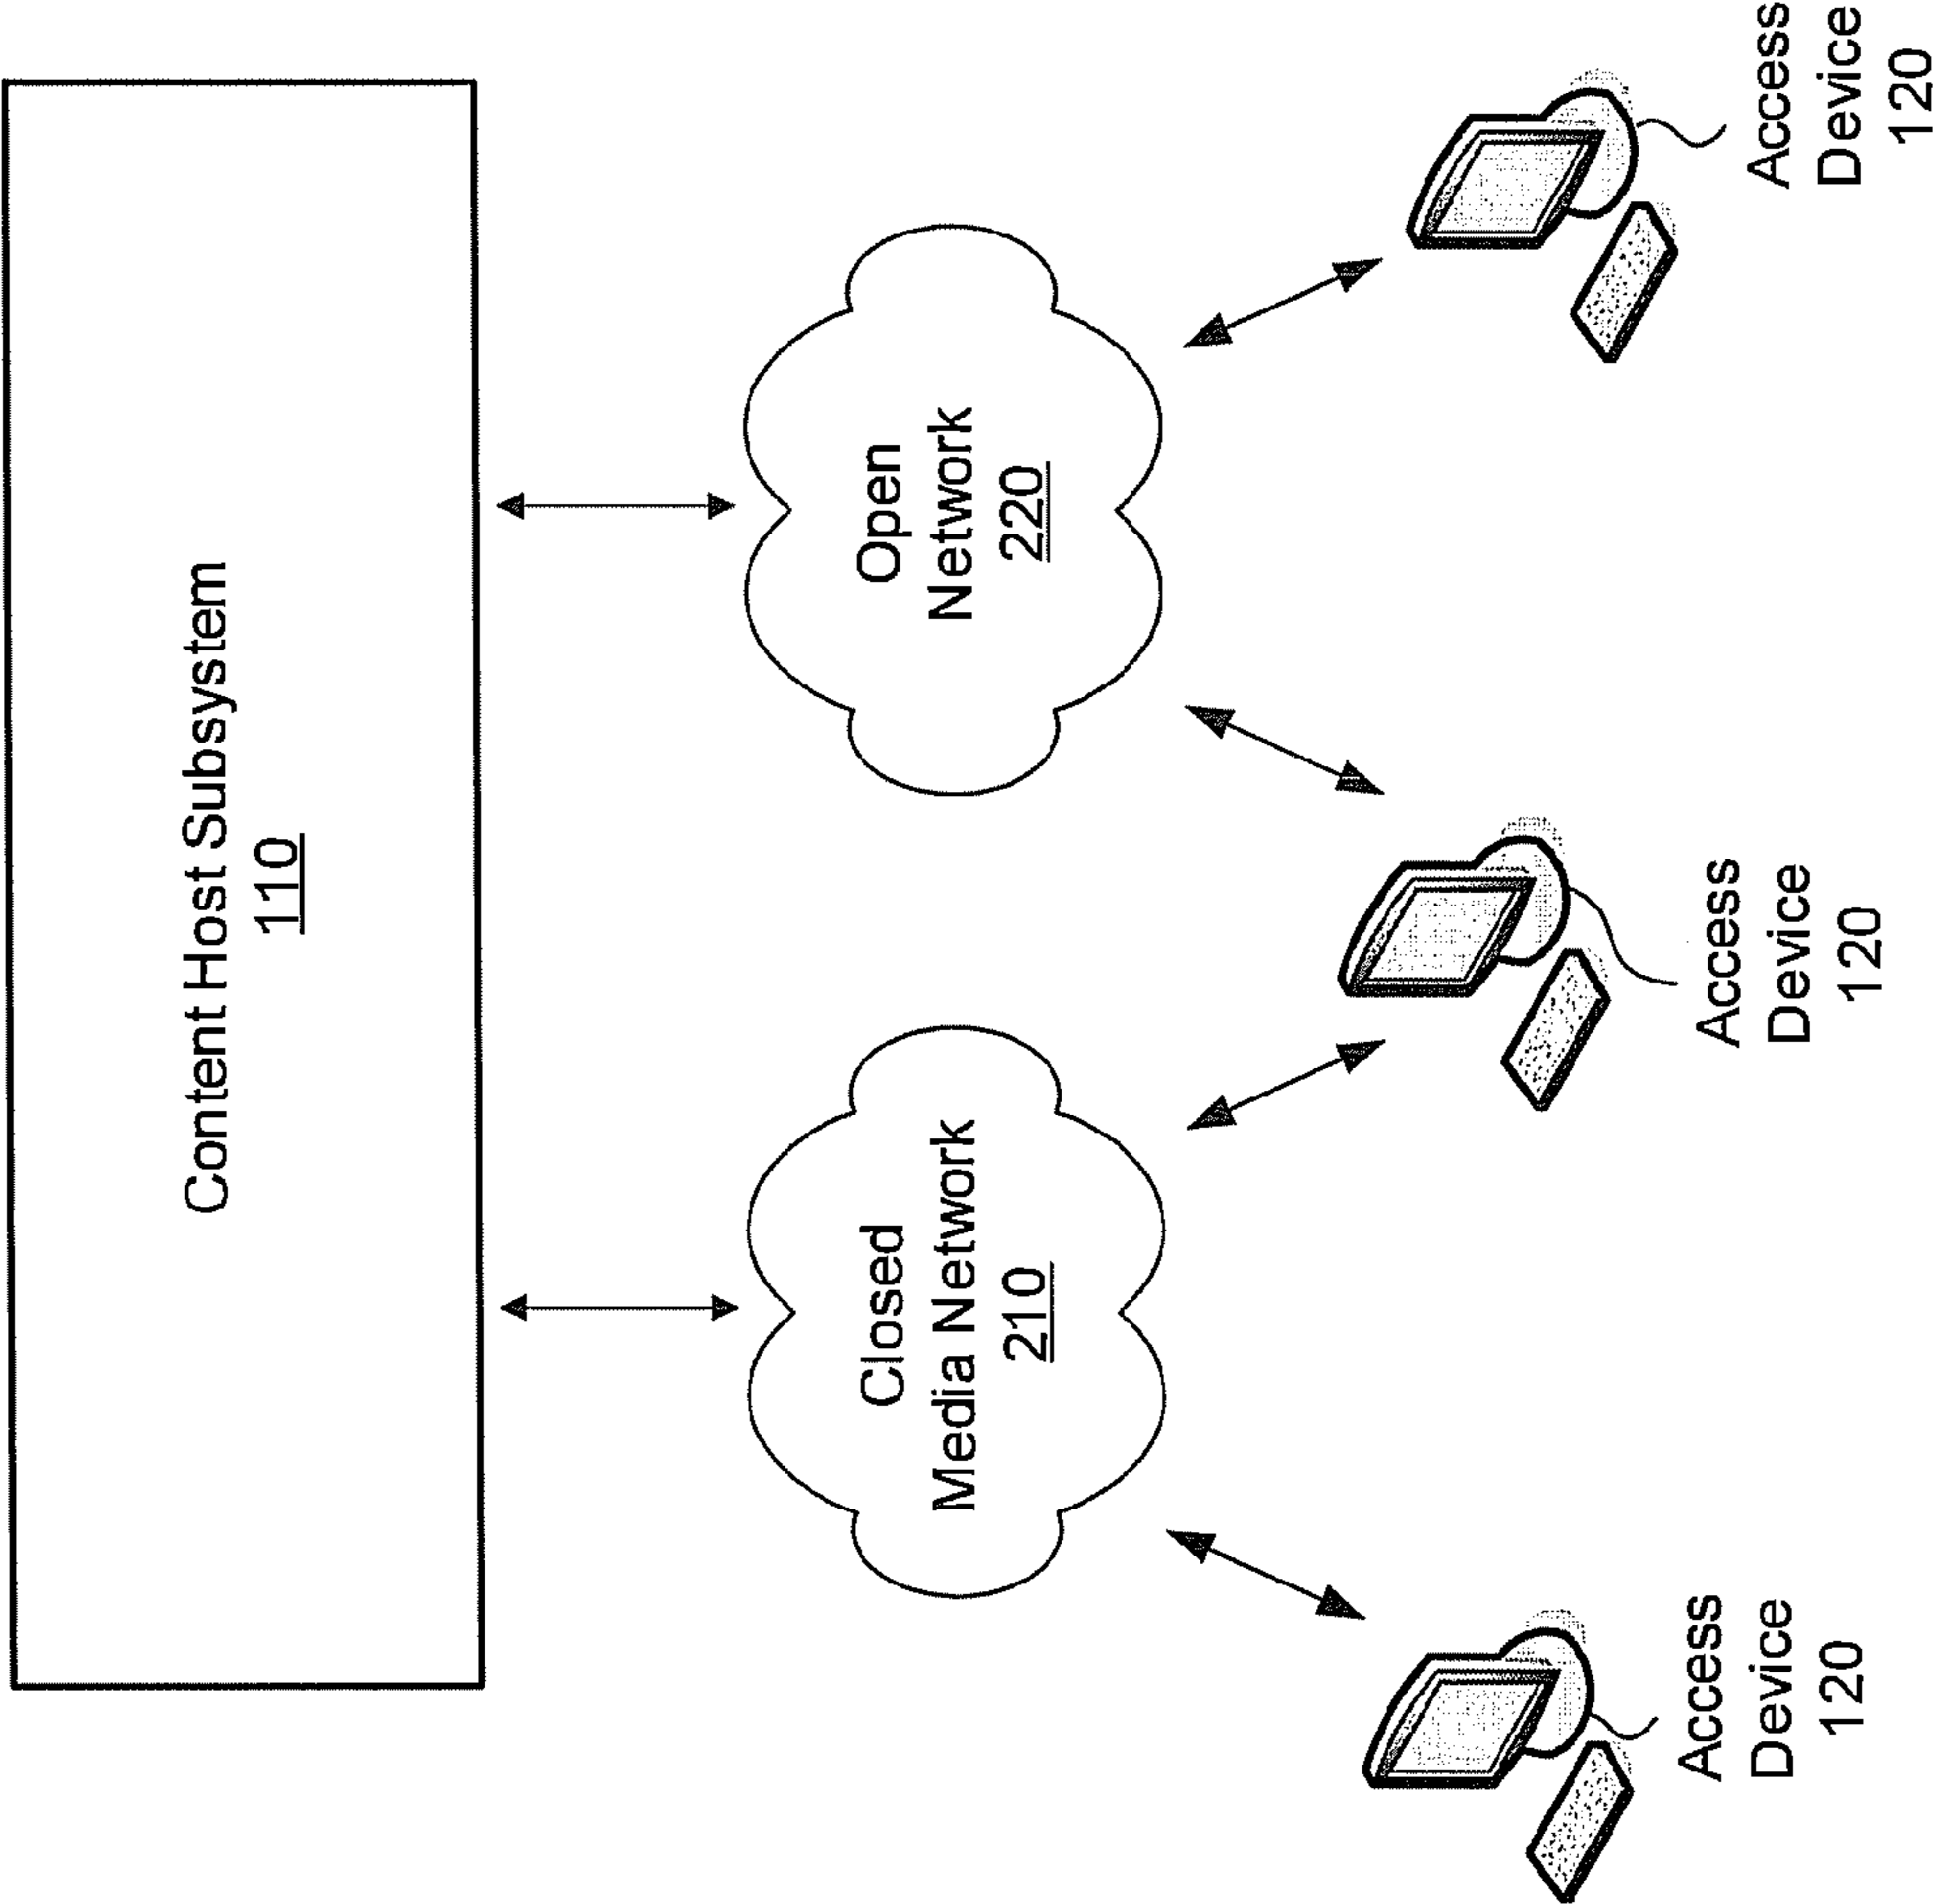 Content Host Subsystem
110
Closed
Media Network
210
Open
Network
220
Access
Device
120
Access
Device
120
Access
Device
120